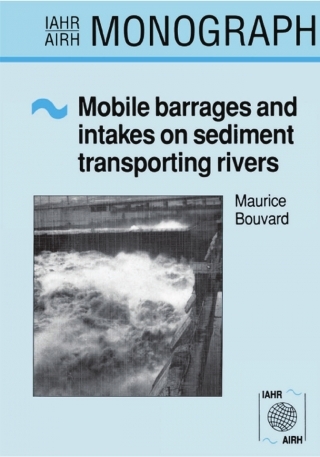 IAHR
AIRH
MONOGRAPH
Mobile barrages and
intakes on sediment
transporting rivers
Maurice
Bouvard
IAHR
AIRH